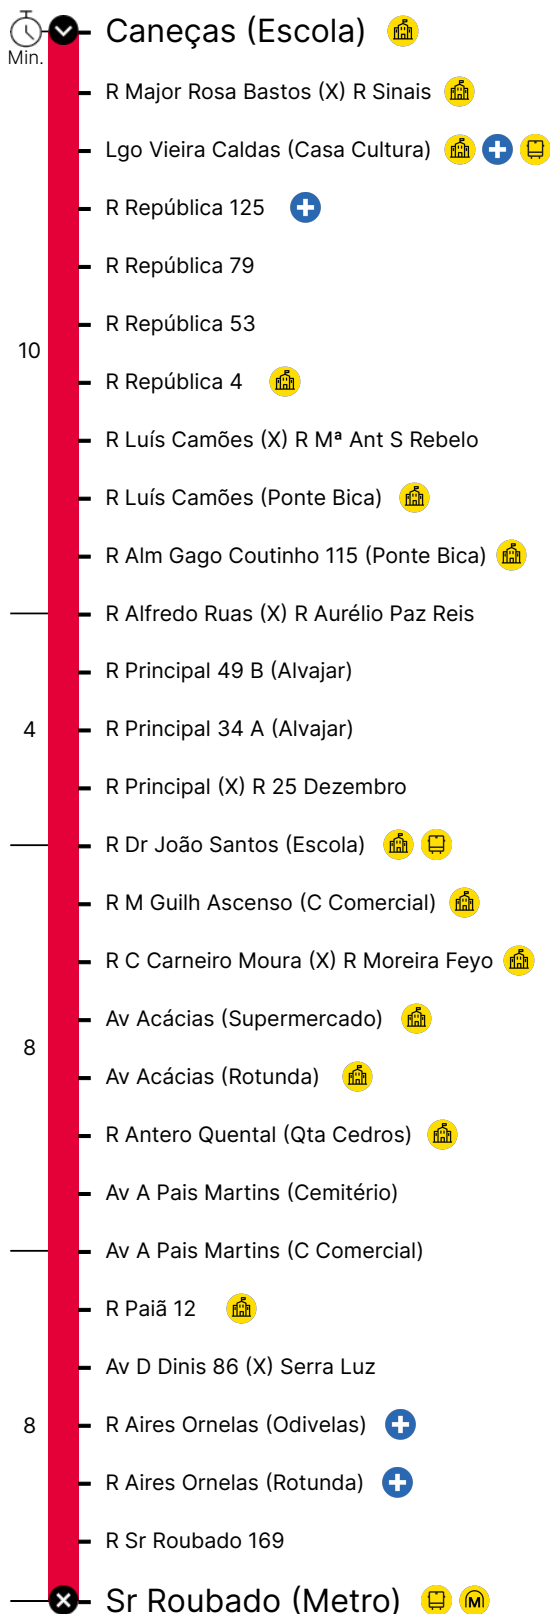 Caneças (Escola)
Min.
R Major Rosa Bastos (X) R Sinais
Lgo Vieira Caldas (Casa Cultura)
R República 125
R República 79
R República 53
10
R República 4
R Luís Camões (X) R Mª Ant S Rebelo
R Luís Camões (Ponte Bica)
R Alm Gago Coutinho 115 (Ponte Bica)
R Alfredo Ruas (X) R Aurélio Paz Reis
R Principal 49 B (Alvajar)
4
R Principal 34 A (Alvajar)
R Principal (X) R 25 Dezembro
R Dr João Santos (Escola)
R M Guilh Ascenso (C Comercial)
R C Carneiro Moura (X) R Moreira Feyo
Av Acácias (Supermercado)
8
Av Acácias (Rotunda)
R Antero Quental (Qta Cedros)
Av A Pais Martins (Cemitério)
Av A Pais Martins (C Comercial)
R Paiã 12
Av D Dinis 86 (X) Serra Luz
8
R Aires Ornelas (Odivelas)
R Aires Ornelas (Rotunda)
R Sr Roubado 169
Sr Roubado (Metro)
M